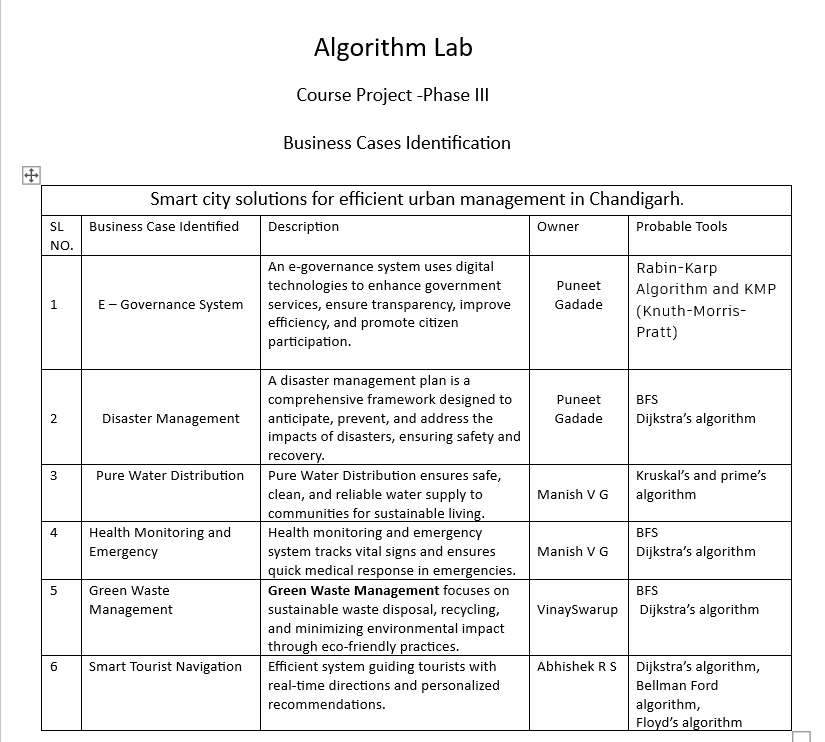 Algorithm Lab
Course Project -Phase III
Business Cases Identification
Smart city solutions for efficient urban management in Chandigarh.
SL
NO.
Business Case Identified
Description
Owner
Probable Tools
1
E – Governance System
An e-governance system uses digital
technologies to enhance government
services, ensure transparency, improve
efficiency, and promote citizen
participation.
Puneet
Gadade
Rabin-Karp
Algorithm and KMP
(Knuth-Morris-
Pratt)
2
Disaster Management
A disaster management plan is a
comprehensive framework designed to
anticipate, prevent, and address the
impacts of disasters, ensuring safety and
recovery.
Puneet
Gadade
BFS
Dijkstra’s algorithm
3
Pure Water Distribution
Pure Water Distribution ensures safe,
clean, and reliable water supply to
communities for sustainable living.
Manish V G
Kruskal’s and prime’s
algorithm
4
Health Monitoring and
Emergency
Health monitoring and emergency
system tracks vital signs and ensures
quick medical response in emergencies.
Manish V G
BFS
Dijkstra’s algorithm
5
Green Waste
Management
Green Waste Management focuses on
sustainable waste disposal, recycling,
and minimizing environmental impact
through eco-friendly practices.
VinaySwarup
BFS
Dijkstra’s algorithm
6
Smart Tourist Navigation
Efficient system guiding tourists with
real-time directions and personalized
recommendations.
Abhishek R S
Dijkstra’s algorithm,
Bellman Ford
algorithm,
Floyd’s algorithm